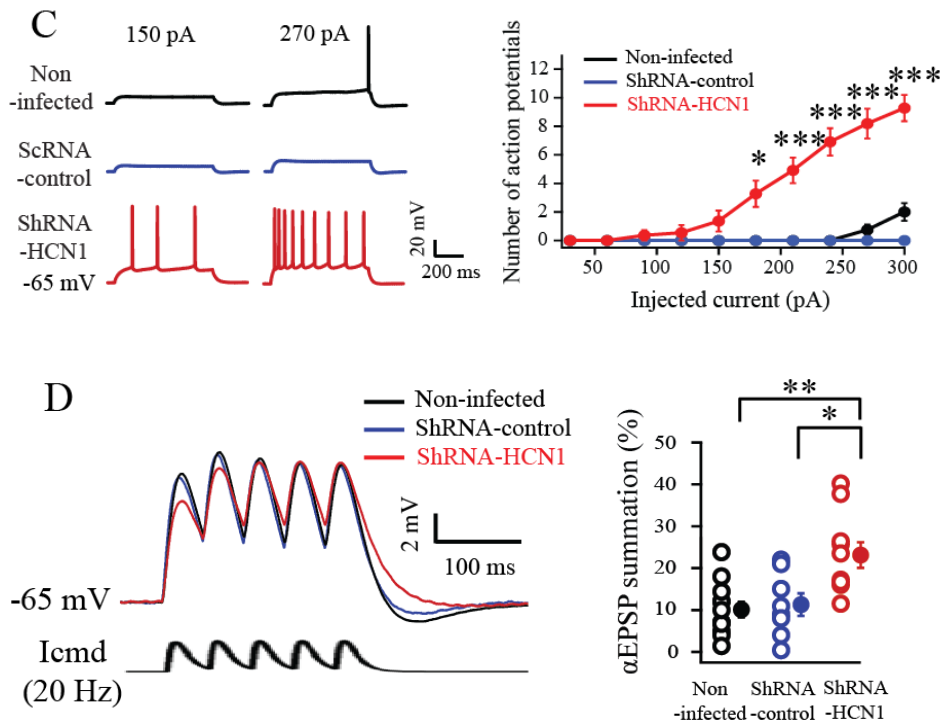 C
150 pA
270 pA
Non
-infected
ScRNA
-control
ShRNA
-HCN1
-65 mV
20 mV
200 ms
Number of action potentials
12
10
8
6
4
2
0
Non-infected
ShRNA-control
ShRNA-HCN1
*
***
***
***
***
50
100
150
200
250
300
Injected current (pA)
D
Non-infected
ShRNA-control
ShRNA-HCN1
2 mV
100 ms
-65 mV
Icmd
(20 Hz)
αEPSP summation (%)
50
40
30
20
10
0
**
*
Non
-infected
ShRNA
-control
ShRNA
-HCN1